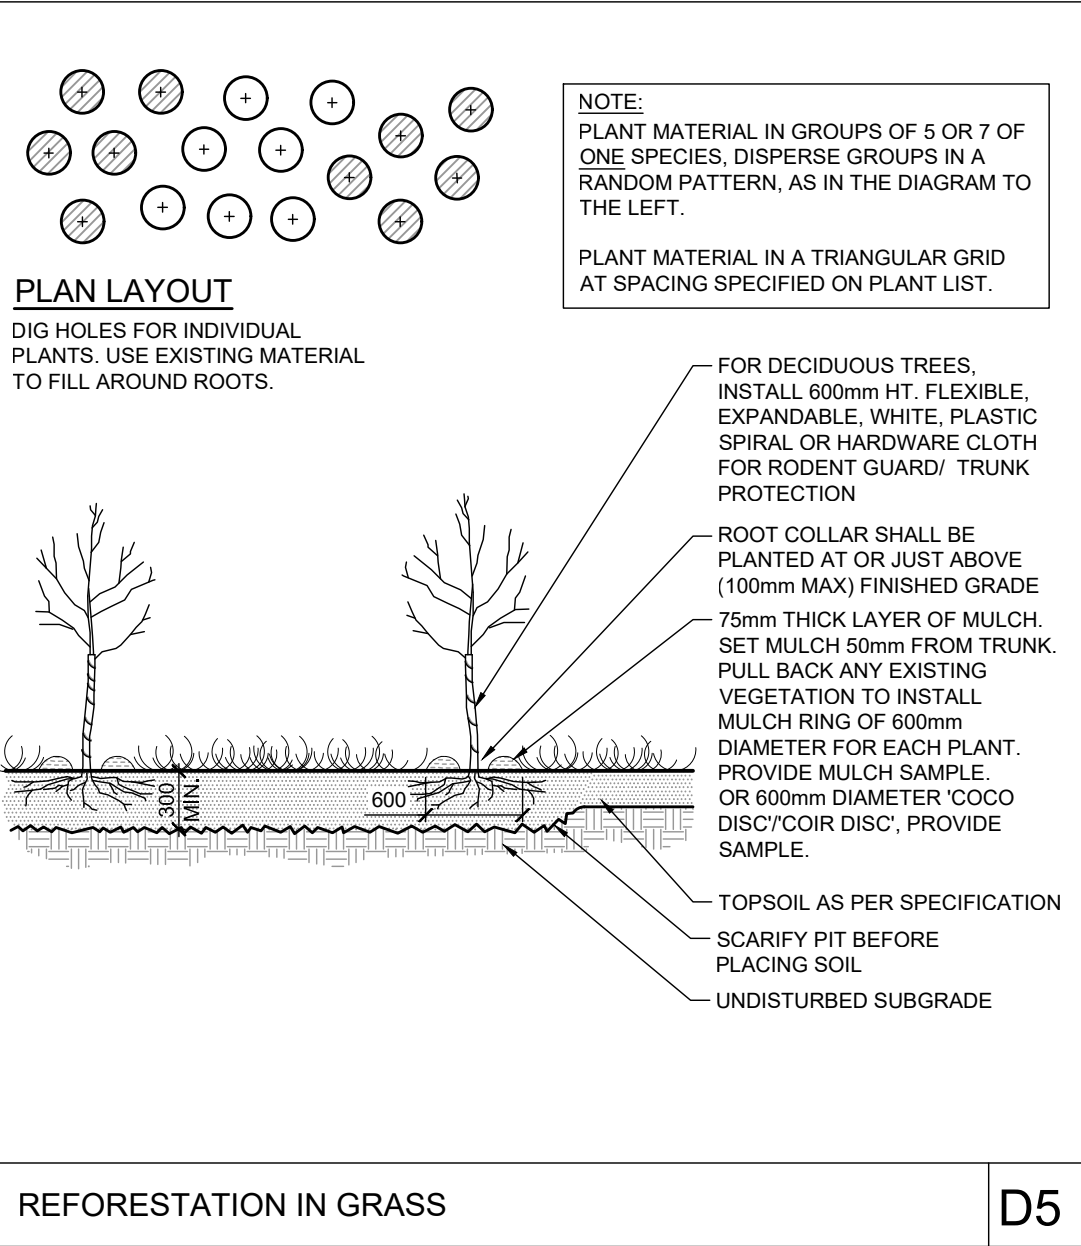 NOTE:
PLANT MATERIAL IN GROUPS OF 5 OR 7 OF
ONE SPECIES, DISPERSE GROUPS IN A
RANDOM PATTERN, AS IN THE DIAGRAM TO
THE LEFT.
PLANT MATERIAL IN A TRIANGULAR GRID
AT SPACING SPECIFIED ON PLANT LIST.
PLAN LAYOUT
DIG HOLES FOR INDIVIDUAL
PLANTS. USE EXISTING MATERIAL
TO FILL AROUND ROOTS.
FOR DECIDUOUS TREES,
INSTALL 600mm HT. FLEXIBLE,
EXPANDABLE, WHITE, PLASTIC
SPIRAL OR HARDWARE CLOTH
FOR RODENT GUARD/ TRUNK
PROTECTION
ROOT COLLAR SHALL BE
PLANTED AT OR JUST ABOVE
(100mm MAX) FINISHED GRADE
75mm THICK LAYER OF MULCH.
SET MULCH 50mm FROM TRUNK.
PULL BACK ANY EXISTING
VEGETATION TO INSTALL
MULCH RING OF 600mm
DIAMETER FOR EACH PLANT.
PROVIDE MULCH SAMPLE.
OR 600mm DIAMETER 'COCO
DISC'/'COIR DISC', PROVIDE
SAMPLE.
300
MIN.
600
TOPSOIL AS PER SPECIFICATION
SCARIFY PIT BEFORE
PLACING SOIL
UNDISTURBED SUBGRADE
REFORESTATION IN GRASS
D5